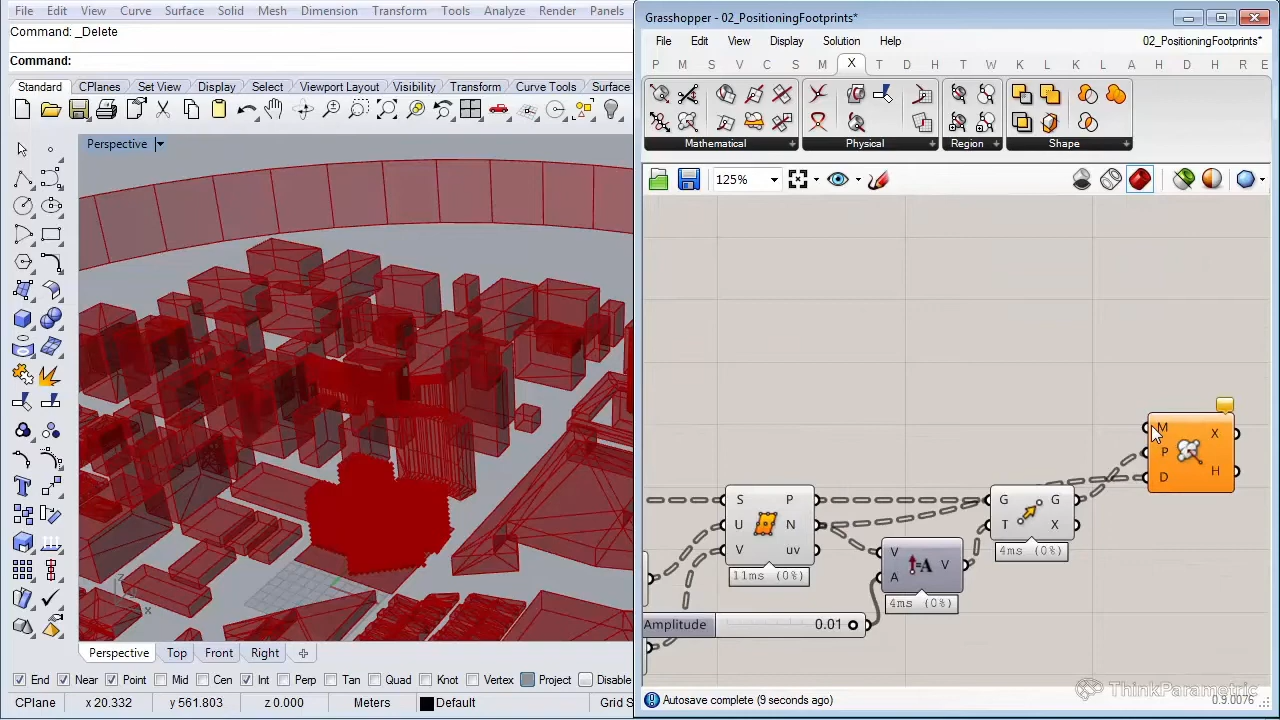 File Edit View Curve Surface Solid Mesh Dimension Transform Tools Analyze Render Panels
Command: _Delete
Command:
Standard CPlanes Set View Display Select Viewport Layout Visibility Transform Curve Tools Surface
Perspective
z
x
Perspective Top Front Right
End Near Point Mid Cen Int Perp Tan Quad Knot Vertex Project Disable
CPlane x 20.332 y 561.803 z 0.000 Meters Default Grid S
Grasshopper - 02_PositioningFootprints*
File Edit View Display Solution Help 02_PositioningFootprints*
P M S V C S M X T D R T W K L K E A H D H R E
Mathematical Physical Region Shape
125%
M P D X H
S U V P N uv
11ms (0%)
G T G X
4ms (0%)
V A V
4ms (0%)
Amplitude 0.01
ThinkParametric
Autosave complete (9 seconds ago) 0.9.0076